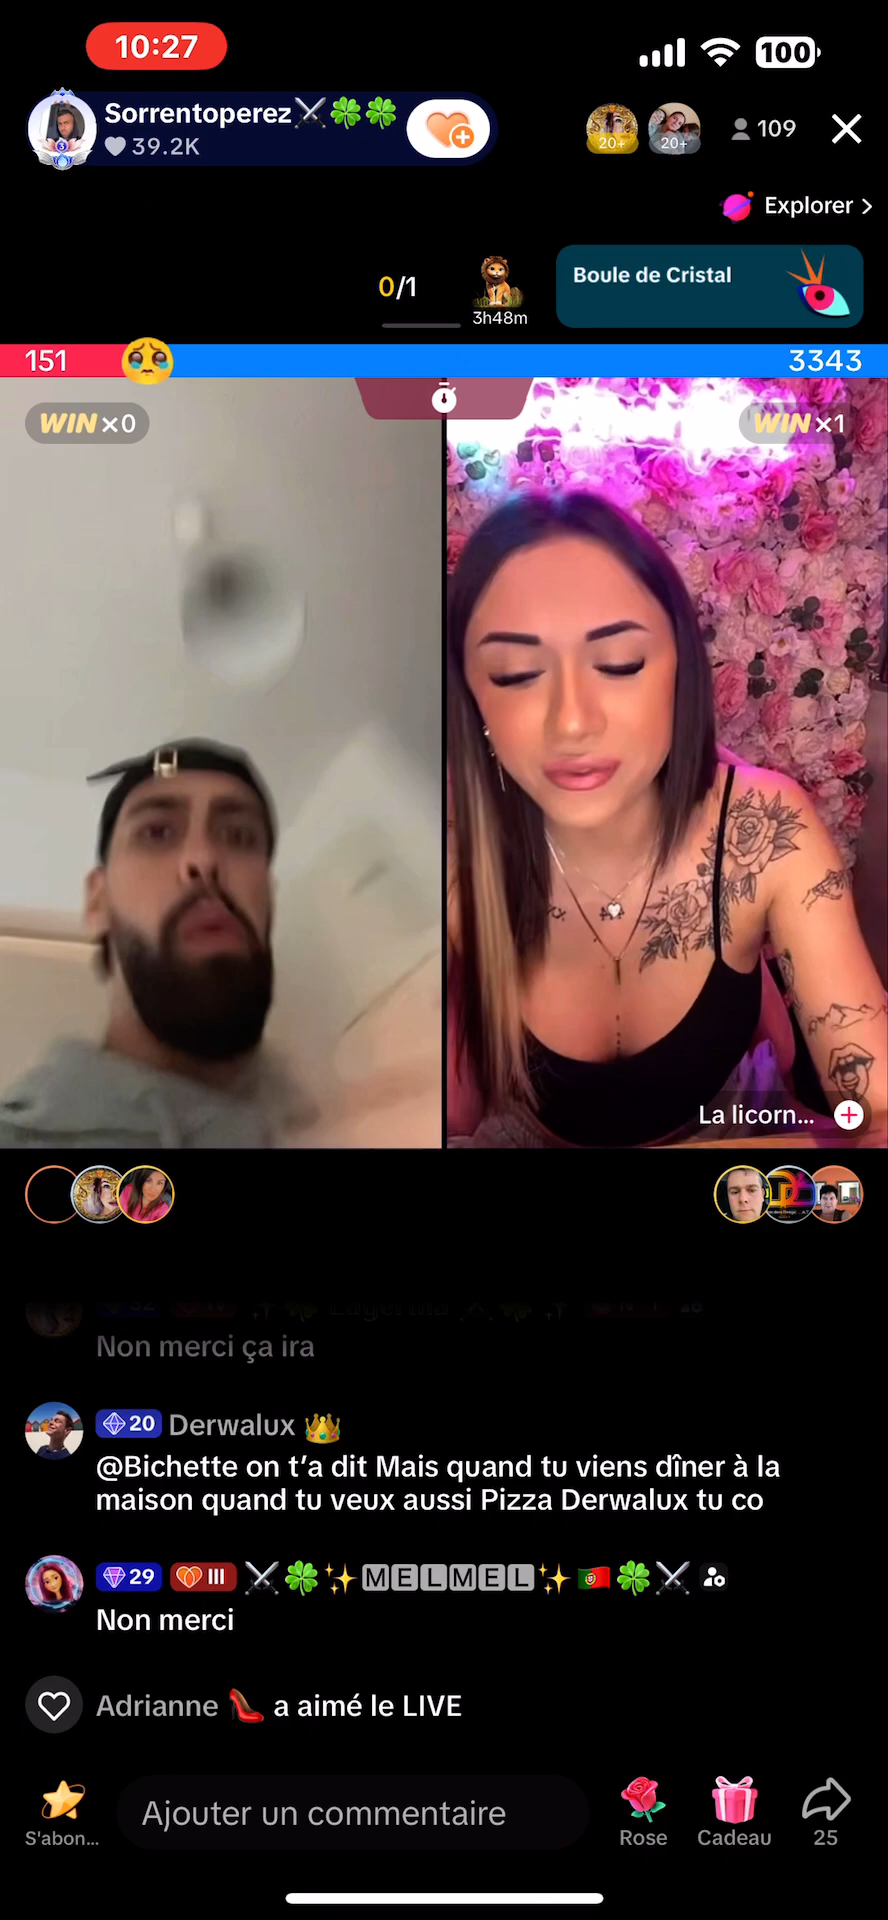 10:27
100
Sorrentoperez⚔️🍀🍀
39.2K
20+
20+
109
Explorer >
0/1
3h48m
Boule de Cristal
151
3343
WIN x0
WIN x1
La licorn...
Non merci ça ira
20 Derwalux 👑
@Bichette on t’a dit Mais quand tu viens dîner à la
maison quand tu veux aussi Pizza Derwalux tu co
29 III ⚔️🍀✨🄼🄴🄻🄼🄴🄻✨🇵🇹🍀⚔️
Non merci
Adrianne 👠 a aimé le LIVE
S'abon...
Ajouter un commentaire
Rose
Cadeau
25